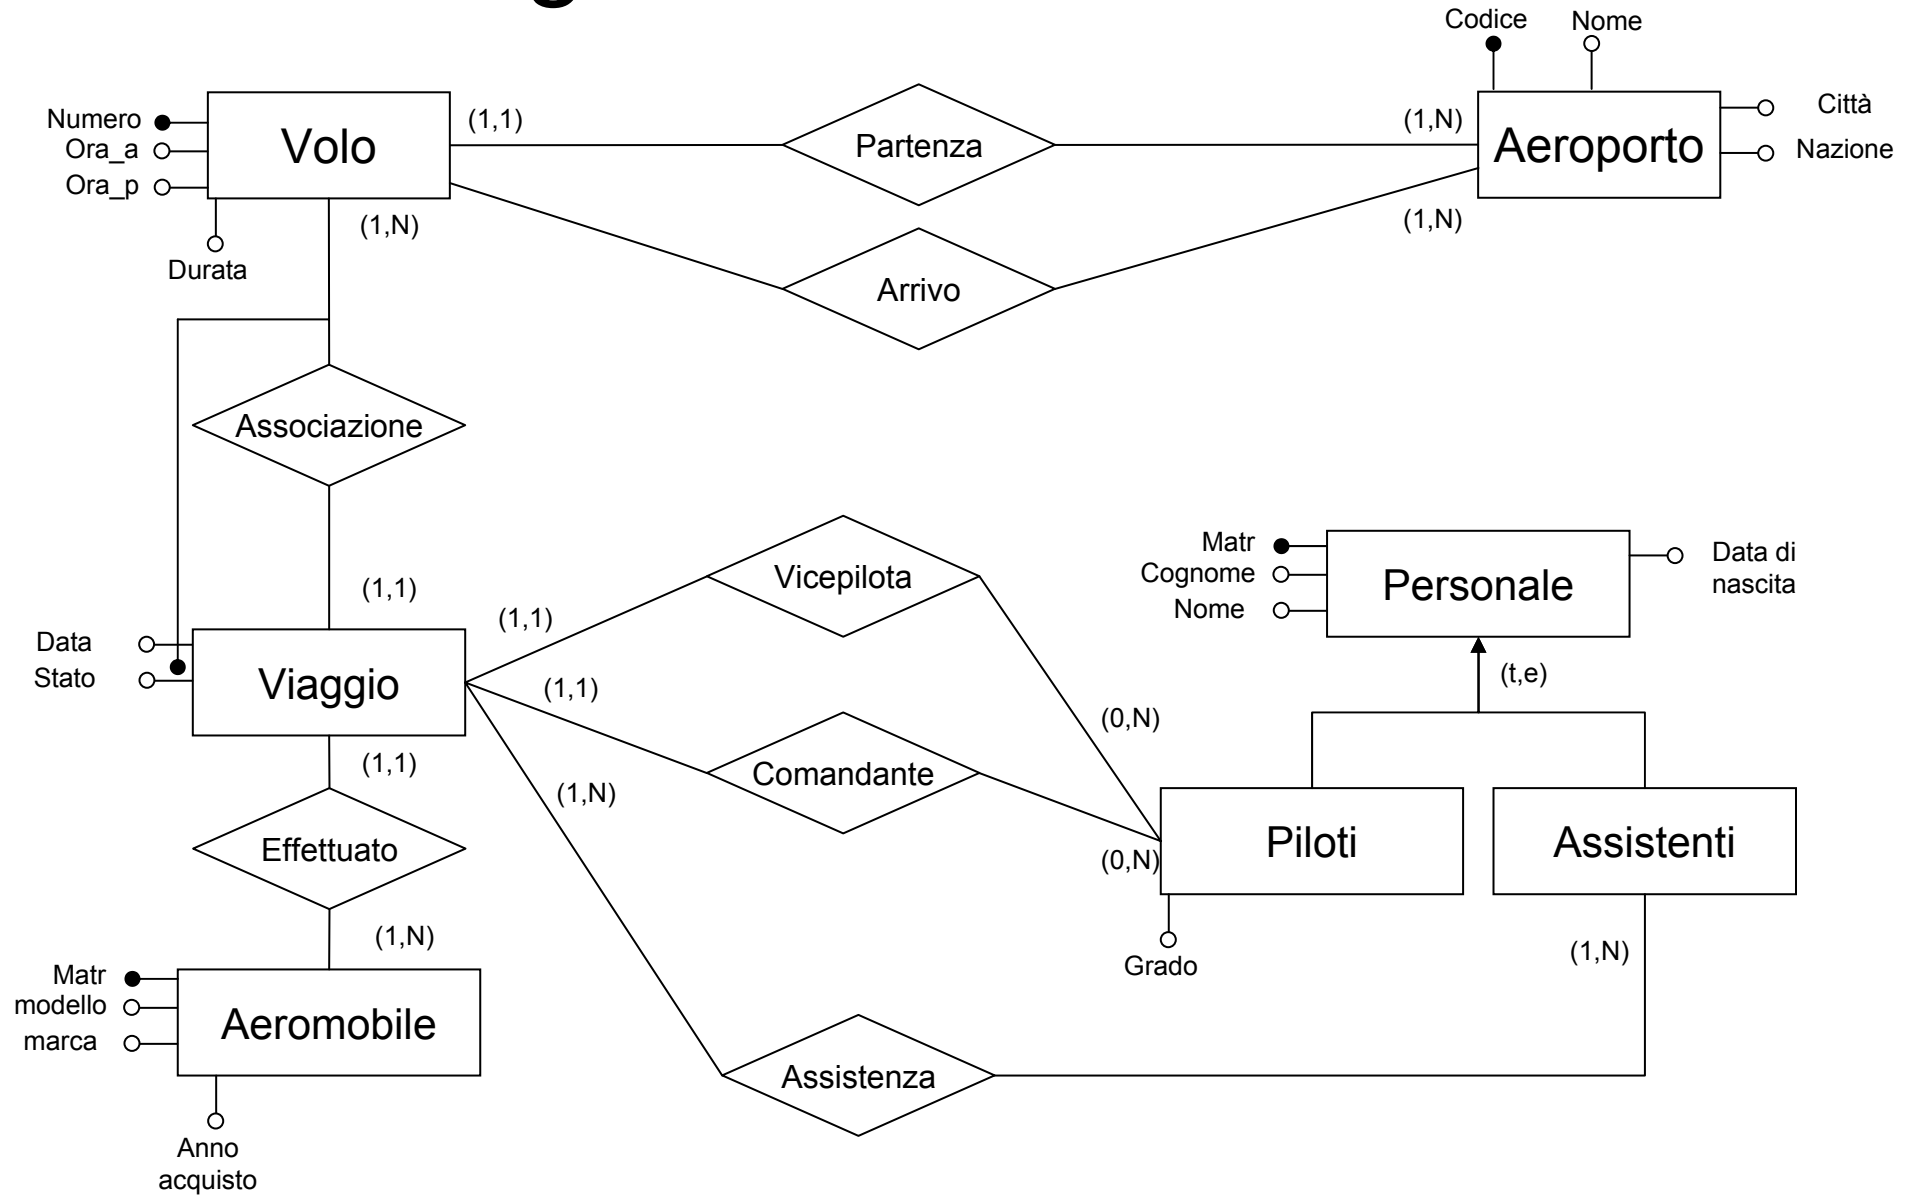 g
Codice
Nome
Numero
Ora_a
Ora_p
Volo
(1,1)
Partenza
(1,N)
Aeroporto
Città
Nazione
(1,N)
Durata
Arrivo
(1,N)
Associazione
(1,1)
Data
Stato
Viaggio
(1,1)
Vicepilota
(1,1)
Comandante
(0,N)
(0,N)
Matr
Cognome
Nome
Personale
Data di
nascita
(t,e)
Piloti
Assistenti
Grado
(1,N)
(1,1)
Effettuato
(1,N)
(1,N)
Matr
modello
marca
Aeromobile
Assistenza
Anno
acquisto